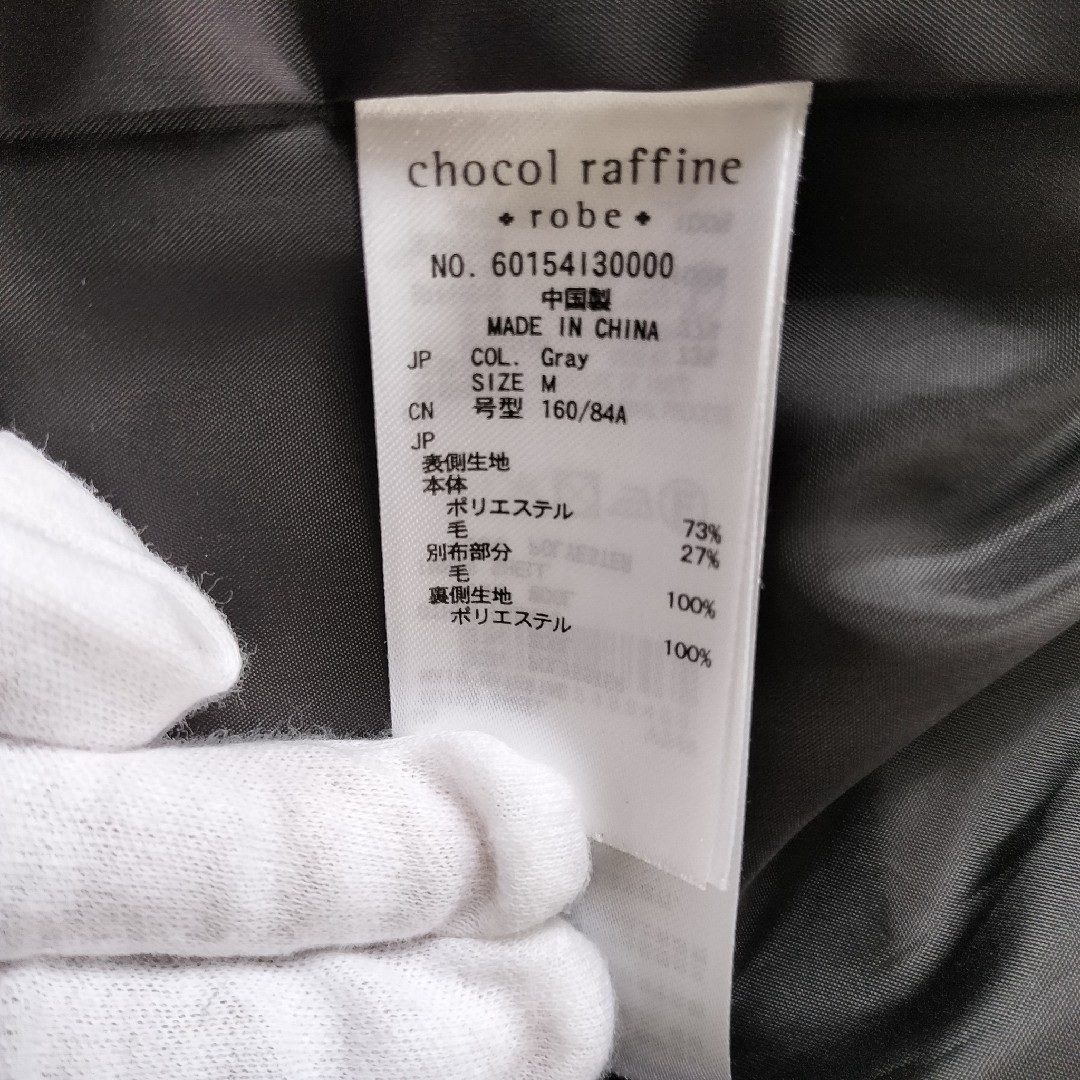 chocol raffine
robe
NO. 60154130000
中国製
MADE IN CHINA
JP COL. Gray
SIZE M
CN 号型 160/84A
JP
表側生地
本体
ポリエステル 73%
毛 27%
別布部分
毛 100%
裏側生地
ポリエステル 100%